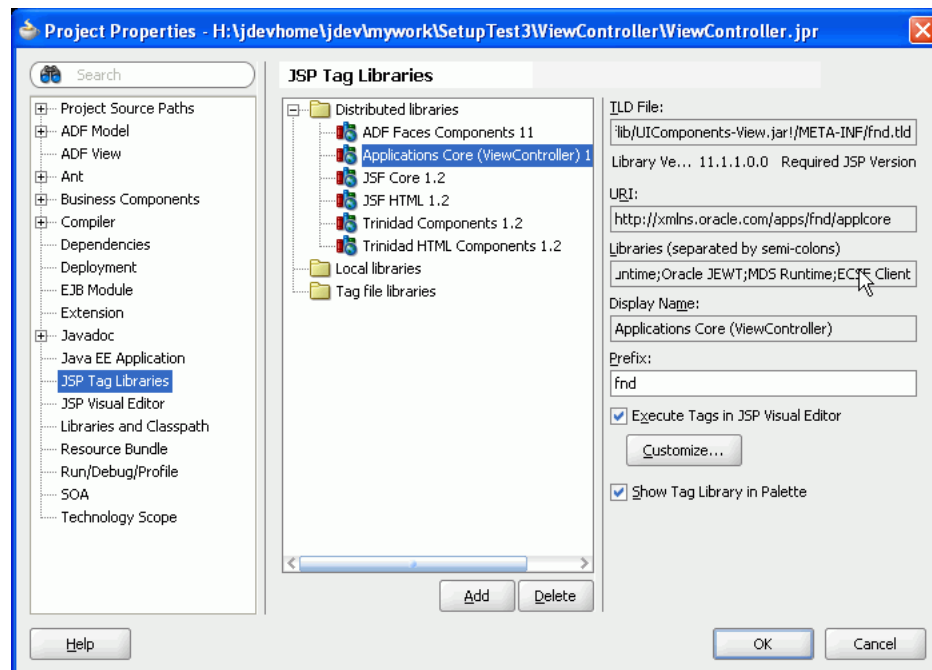 Project Properties - H:\jdevhome\jdev\mywork\SetupTest3\ViewController\ViewController.jpr
Search
Project Source Paths
ADF Model
ADF View
Ant
Business Components
Compiler
Dependencies
Deployment
EJB Module
Extension
Javadoc
Java EE Application
JSP Tag Libraries
JSP Visual Editor
Libraries and Classpath
Resource Bundle
Run/Debug/Profile
SOA
Technology Scope
JSP Tag Libraries
Distributed libraries
ADF Faces Components 11
Applications Core (ViewController) 1
JSF Core 1.2
JSF HTML 1.2
Trinidad Components 1.2
Trinidad HTML Components 1.2
Local libraries
Tag file libraries
Add Delete
TLD File:
lib/UIComponents-View.jar!/META-INF/fnd.tld
Library Ve... 11.1.1.0.0 Required JSP Version
URI:
http://xmlns.oracle.com/apps/fnd/applcore
Libraries (separated by semi-colons)
untime;Oracle JEWT;MDS Runtime;ECSF Client
Display Name:
Applications Core (ViewController)
Prefix:
fnd
Execute Tags in JSP Visual Editor
Customize...
Show Tag Library in Palette
Help OK Cancel